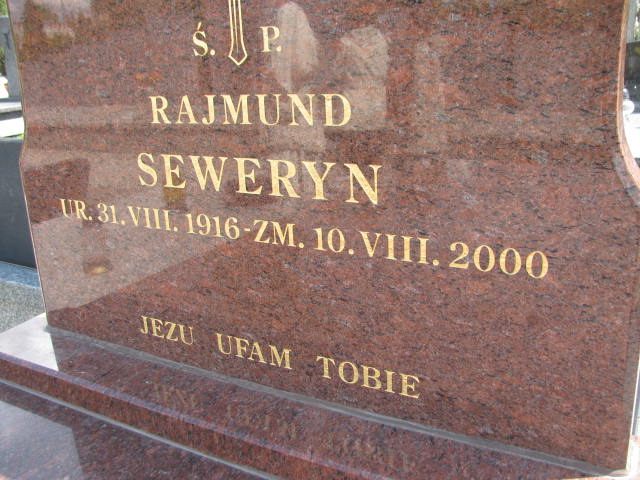 Ś. P.
RAJMUND
SEWERYN
UR. 31. VIII. 1916 - ZM. 10. VIII. 2000
JEZU UFAM TOBIE